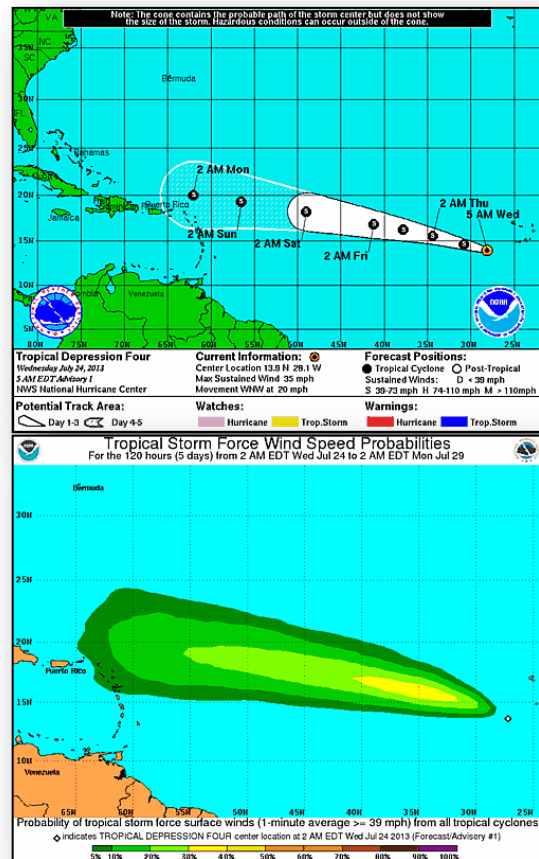 Note: The cone contains the probable path of the storm center but does not show
the size of the storm. Hazardous conditions can occur outside of the cone.
VA
35N
NC
SC
Bermuda
30N
FL
25N
Bahamas
2 AM Mon
20N
Puerto Rico
2 AM Thu
Jamaica
5 AM Wed
2 AM Sun
2 AM Sat
15N
2 AM Fri
10N
Venezuela
NOAA
5N
80W 75W 70W 65W 60W 55W 50W 45W 40W 35W 30W 25W
Tropical Depression Four
Wednesday July 24, 2013
5 AM EDT Advisory 1
NWS National Hurricane Center
Current Information:
Center Location 13.9 N 28.1 W
Max Sustained Wind 35 mph
Movement WNW at 20 mph
Forecast Positions:
Tropical Cyclone Post-Tropical
Sustained Winds: D < 39 mph
S 39-73 mph H 74-110 mph M > 110mph
Potential Track Area:
Day 1-3 Day 4-5
Watches:
Hurricane Trop.Storm
Warnings:
Hurricane Trop.Storm
Tropical Storm Force Wind Speed Probabilities
For the 120 hours (5 days) from 2 AM EDT Wed Jul 24 to 2 AM EDT Mon Jul 29
Bermuda
30N
25N
20N
Puerto Rico
15N
10N
Venezuela
65W 60W 55W 50W 45W 40W 35W 30W
Probability of tropical storm force surface winds (1-minute average >= 39 mph) from all tropical cyclones
indicates TROPICAL DEPRESSION FOUR center location at 2 AM EDT Wed Jul 24 2013 (Forecast/Advisory #1)
5% 10% 20% 30% 40% 50% 60% 70% 80% 90% 100%